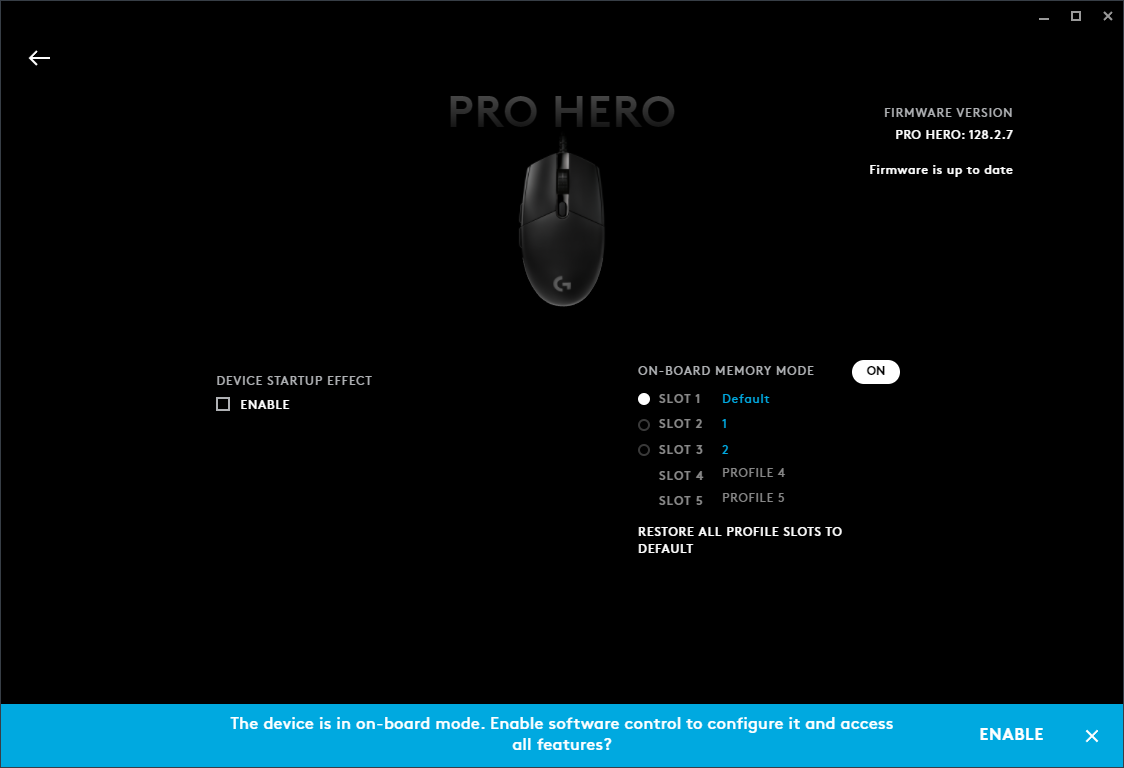 PRO HERO
FIRMWARE VERSION
PRO HERO: 128.2.7
Firmware is up to date
DEVICE STARTUP EFFECT
ENABLE
ON-BOARD MEMORY MODE ON
SLOT 1 Default
SLOT 2 1
SLOT 3 2
SLOT 4 PROFILE 4
SLOT 5 PROFILE 5
RESTORE ALL PROFILE SLOTS TO
DEFAULT
The device is in on-board mode. Enable software control to configure it and access
all features?
ENABLE